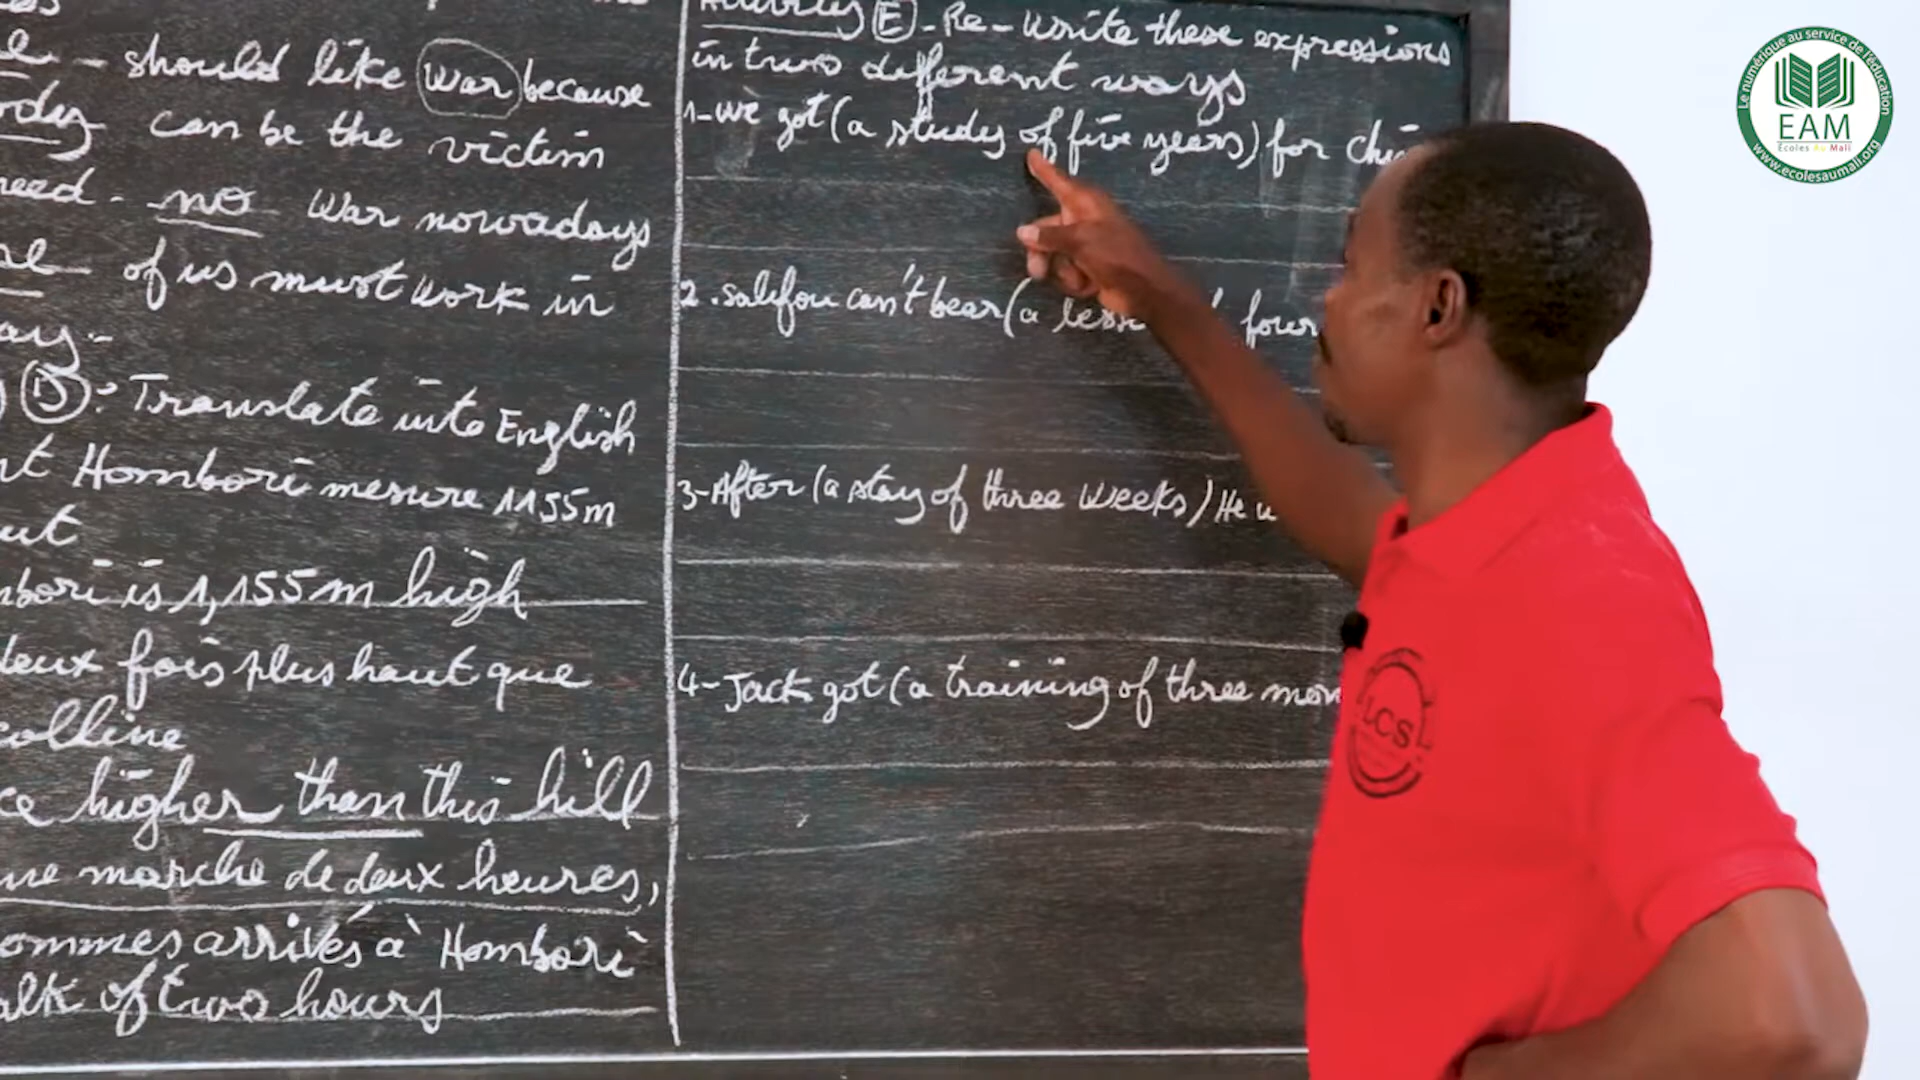 - should like war because
can be the victim
need - no war nowadays
of us must work in
D: Translate into English
Hombori mesure 1155m
is 1,155m high
deux fois plus haut que
colline
higher than this hill
marche de deux heures,
arrivés à Hombori
of two hours
Activity E - Re-write these expressions
in two different ways
1- we got (a study of five years) for
2. Salifou can't bear (a four
3- After (a stay of three weeks) He
4- Jack got (a training of three
Le numérique au service de l'éducation
EAM
Écoles Au Mali
www.ecolesaumali.org
LCS